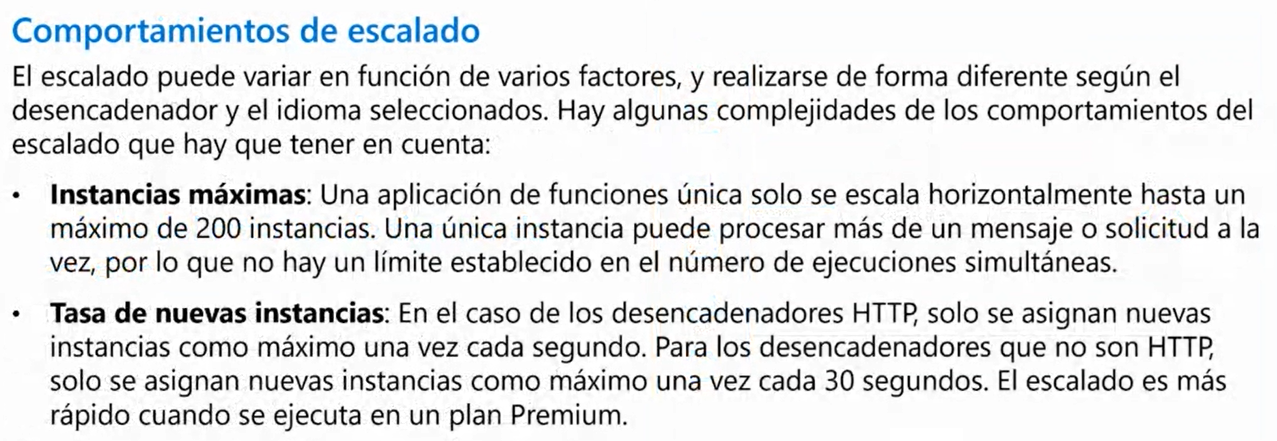 Comportamientos de escalado
El escalado puede variar en función de varios factores, y realizarse de forma diferente según el
desencadenador y el idioma seleccionados. Hay algunas complejidades de los comportamientos del
escalado que hay que tener en cuenta:
• Instancias máximas: Una aplicación de funciones única solo se escala horizontalmente hasta un
máximo de 200 instancias. Una única instancia puede procesar más de un mensaje o solicitud a la
vez, por lo que no hay un límite establecido en el número de ejecuciones simultáneas.
• Tasa de nuevas instancias: En el caso de los desencadenadores HTTP, solo se asignan nuevas
instancias como máximo una vez cada segundo. Para los desencadenadores que no son HTTP,
solo se asignan nuevas instancias como máximo una vez cada 30 segundos. El escalado es más
rápido cuando se ejecuta en un plan Premium.